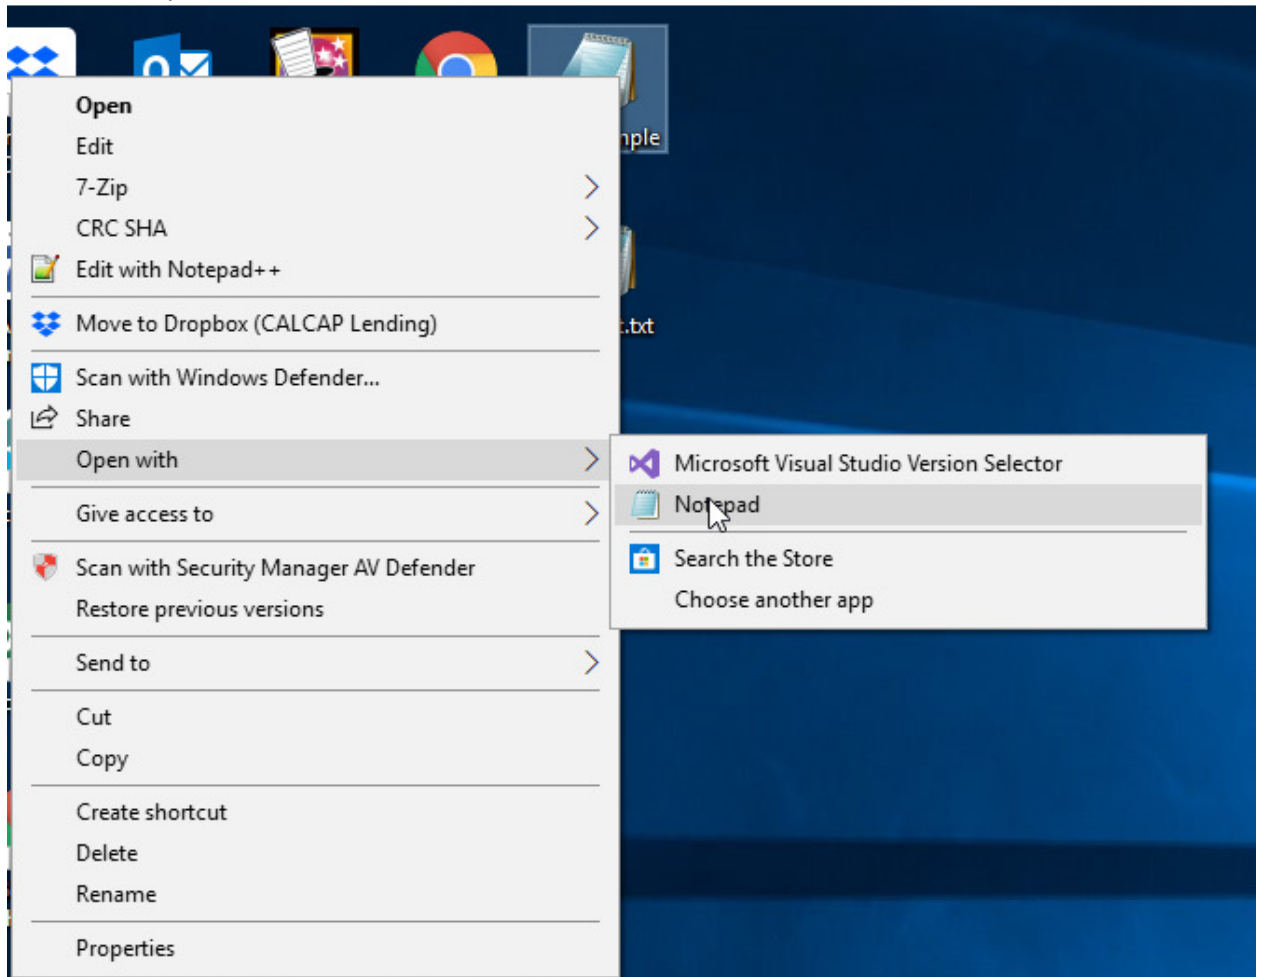 Open
Edit
mple
7-Zip
CRC SHA
Edit with Notepad++
Move to Dropbox (CALCAP Lending)
.txt
Scan with Windows Defender...
Share
Open with
Microsoft Visual Studio Version Selector
Notepad
Give access to
Search the Store
Scan with Security Manager AV Defender
Choose another app
Restore previous versions
Send to
Cut
Copy
Create shortcut
Delete
Rename
Properties